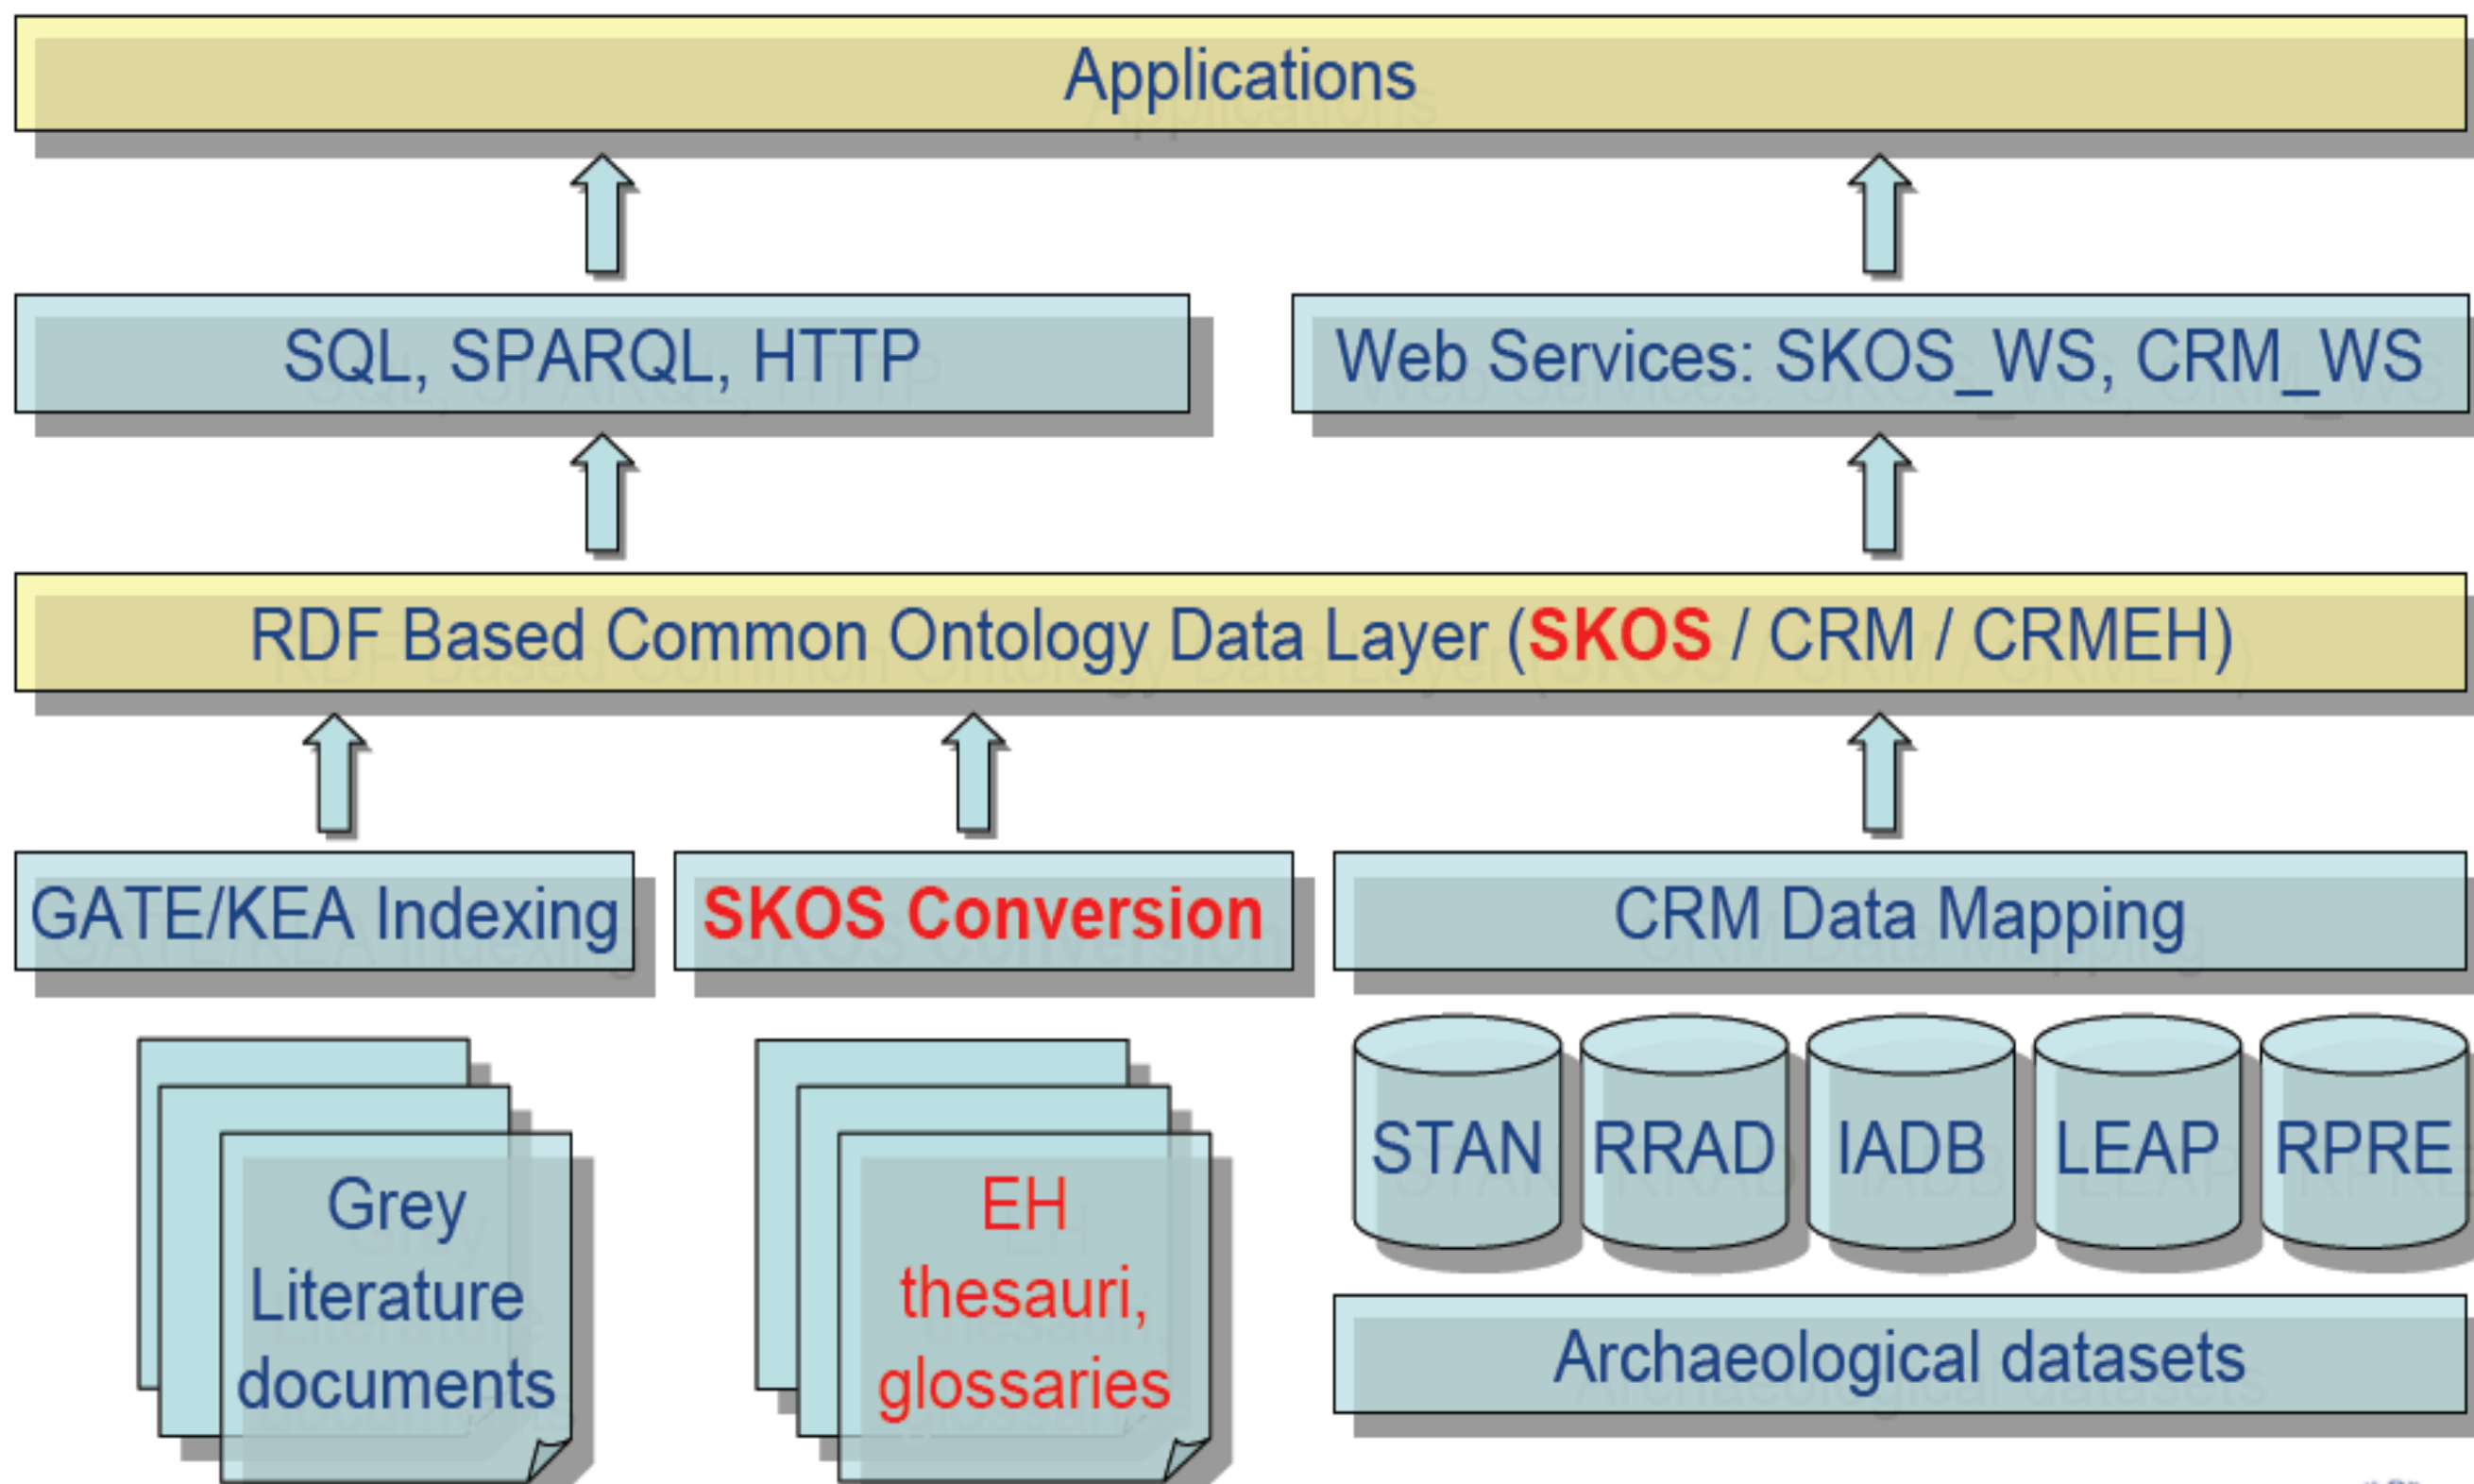 Applications
SQL, SPARQL, HTTP
Web Services: SKOS_WS, CRM_WS
RDF Based Common Ontology Data Layer (SKOS / CRM / CRMEH)
GATE/KEA Indexing
SKOS Conversion
CRM Data Mapping
Grey
Literature
documents
EH
thesauri,
glossaries
STAN
RRAD
IADB
LEAP
RPRE
Archaeological datasets